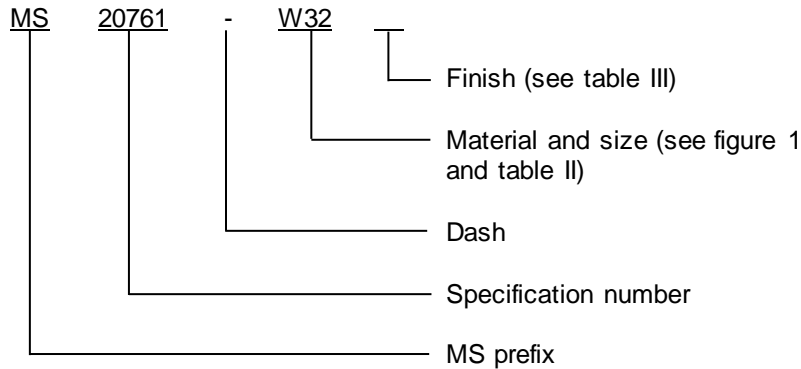 MS 20761 - W32
Finish (see table III)
Material and size (see figure 1
and table II)
Dash
Specification number
MS prefix